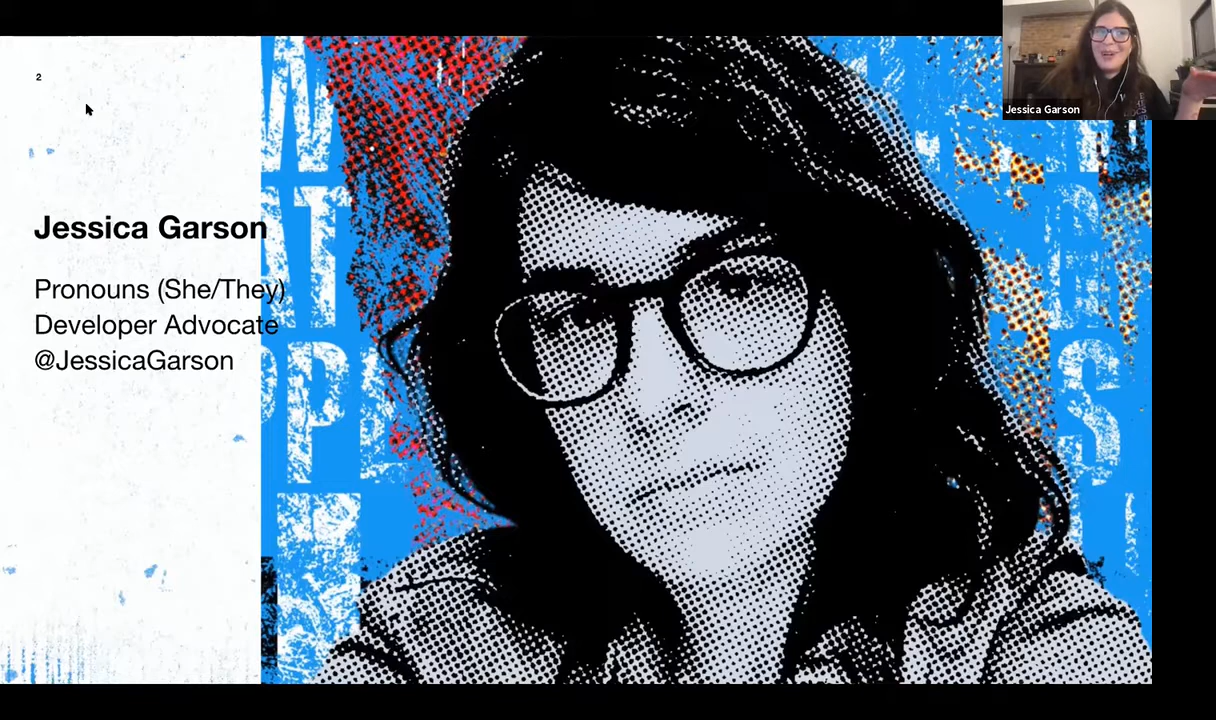 2
Jessica Garson
Pronouns (She/They)
Developer Advocate
@JessicaGarson
Jessica Garson